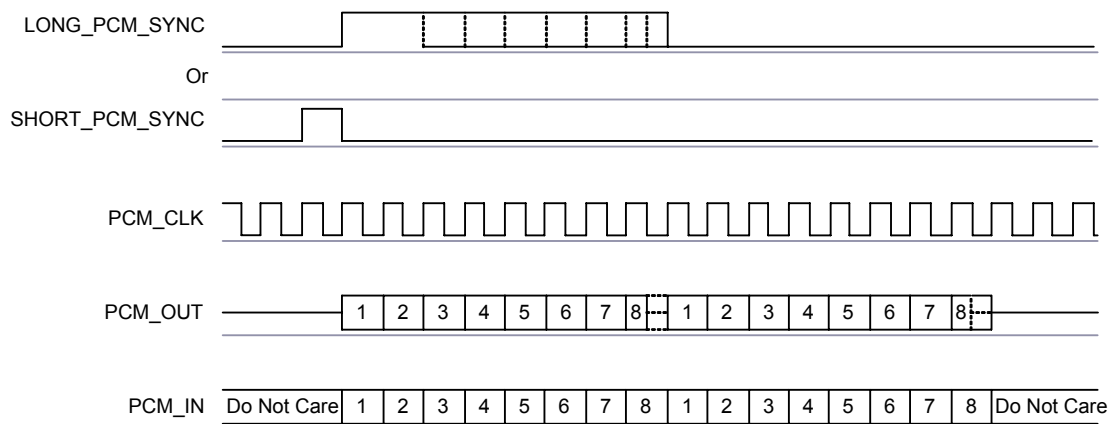 LONG_PCM_SYNC
Or
SHORT_PCM_SYNC
PCM_CLK
PCM_OUT 1 2 3 4 5 6 7 8 1 2 3 4 5 6 7 8
PCM_IN Do Not Care 1 2 3 4 5 6 7 8 1 2 3 4 5 6 7 8 Do Not Care